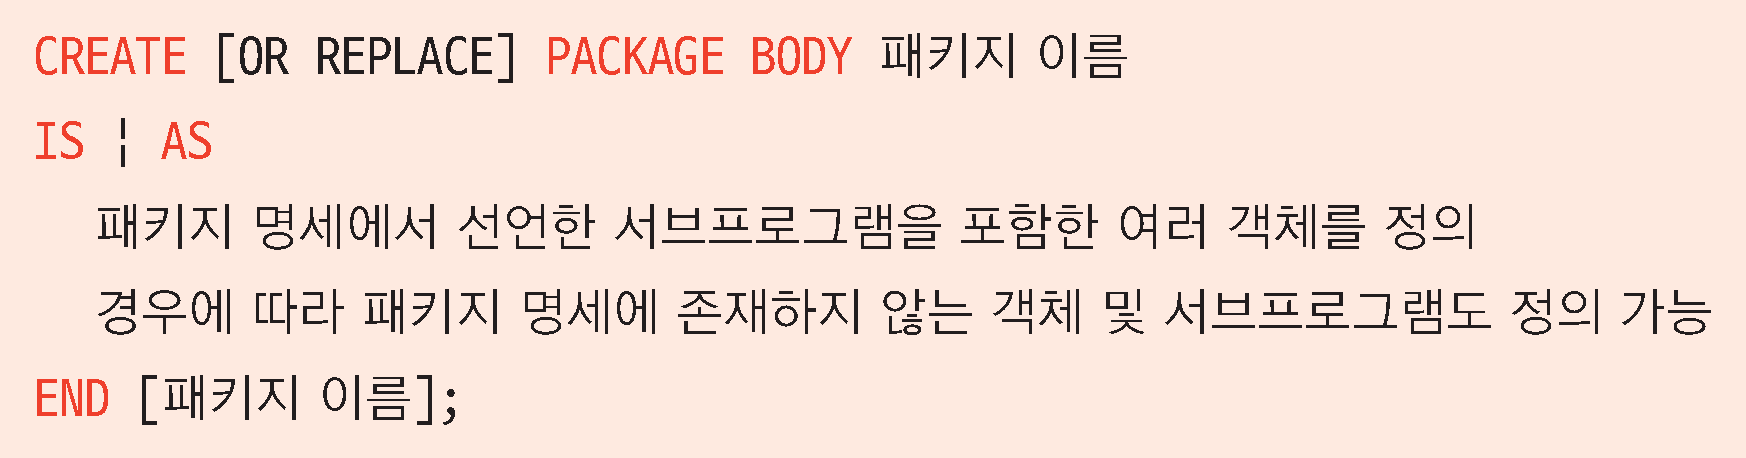 CREATE [OR REPLACE] PACKAGE BODY 패키지 이름
IS ¦ AS
패키지 명세에서 선언한 서브프로그램을 포함한 여러 객체를 정의
경우에 따라 패키지 명세에 존재하지 않는 객체 및 서브프로그램도 정의 가능
END [패키지 이름];